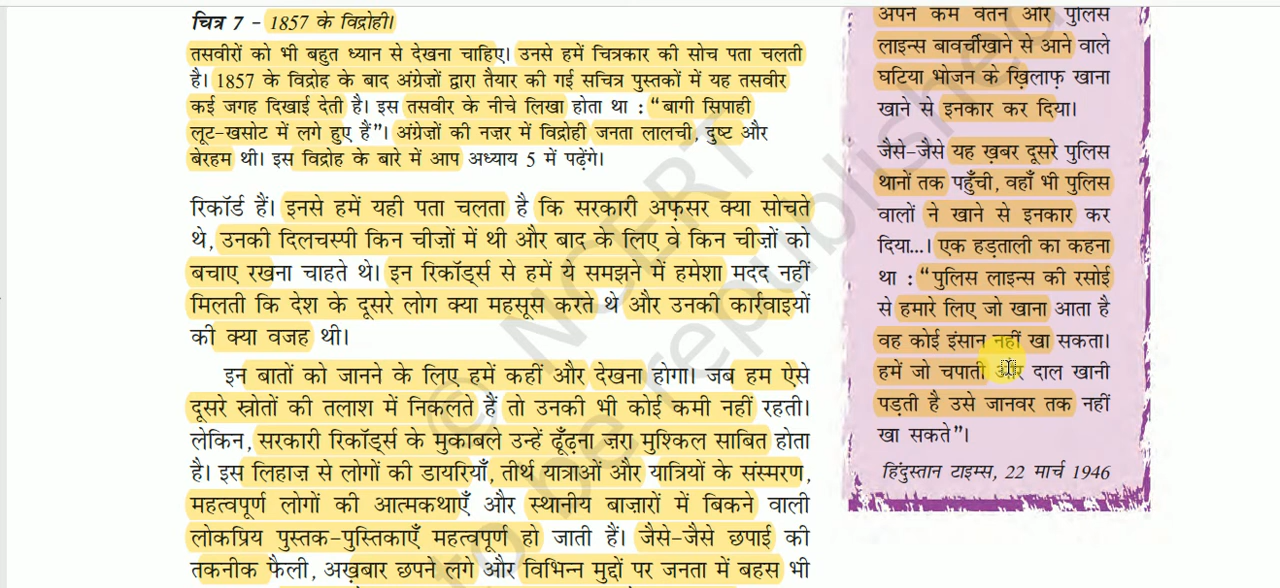 चित्र 7 – 1857 के विद्रोही।
तसवीरों को भी बहुत ध्यान से देखना चाहिए। उनसे हमें चित्रकार की सोच पता चलती
है। 1857 के विद्रोह के बाद अंग्रेज़ों द्वारा तैयार की गई सचित्र पुस्तकों में यह तसवीर
कई जगह दिखाई देती है। इस तसवीर के नीचे लिखा होता था : “बागी सिपाही
लूट-खसोट में लगे हुए हैं”। अंग्रेज़ों की नज़र में विद्रोही जनता लालची, दुष्ट और
बेरहम थी। इस विद्रोह के बारे में आप अध्याय 5 में पढ़ेंगे।
रिकॉर्ड हैं। इनसे हमें यही पता चलता है कि सरकारी अफ़सर क्या सोचते
थे, उनकी दिलचस्पी किन चीज़ों में थी और बाद के लिए वे किन चीज़ों को
बचाए रखना चाहते थे। इन रिकॉर्ड्स से हमें ये समझने में हमेशा मदद नहीं
मिलती कि देश के दूसरे लोग क्या महसूस करते थे और उनकी कार्रवाइयों
की क्या वजह थी।
इन बातों को जानने के लिए हमें कहीं और देखना होगा। जब हम ऐसे
दूसरे स्रोतों की तलाश में निकलते हैं तो उनकी भी कोई कमी नहीं रहती।
लेकिन, सरकारी रिकॉर्ड्स के मुकाबले उन्हें ढूँढ़ना ज़रा मुश्किल साबित होता
है। इस लिहाज़ से लोगों की डायरियाँ, तीर्थ यात्राओं और यात्रियों के संस्मरण,
महत्वपूर्ण लोगों की आत्मकथाएँ और स्थानीय बाज़ारों में बिकने वाली
लोकप्रिय पुस्तक-पुस्तिकाएँ महत्वपूर्ण हो जाती हैं। जैसे-जैसे छपाई की
तकनीक फैली, अख़बार छपने लगे और विभिन्न मुद्दों पर जनता में बहस भी
अपने कम वेतन और पुलिस
लाइन्स बावर्चीखाने से आने वाले
घटिया भोजन के ख़िलाफ़ खाना
खाने से इनकार कर दिया।
जैसे-जैसे यह ख़बर दूसरे पुलिस
थानों तक पहुँची, वहाँ भी पुलिस
वालों ने खाने से इनकार कर
दिया...। एक हड़ताली का कहना
था : “पुलिस लाइन्स की रसोई
से हमारे लिए जो खाना आता है
वह कोई इंसान नहीं खा सकता।
हमें जो चपाती और दाल खानी
पड़ती है उसे जानवर तक नहीं
खा सकते”।
हिंदुस्तान टाइम्स, 22 मार्च 1946
© NCERT
to be republished